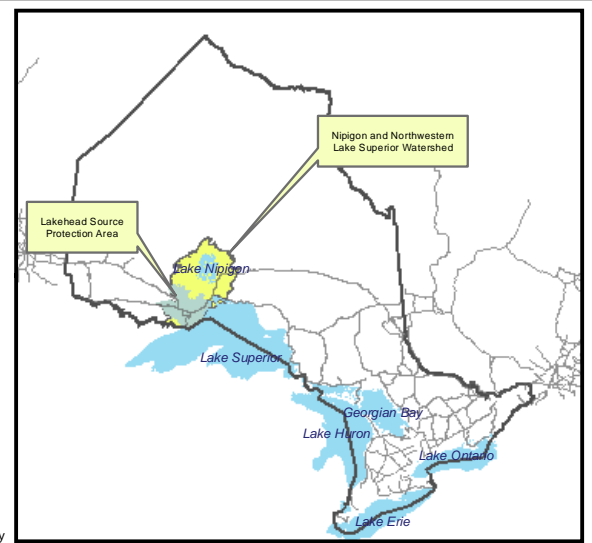 Nipigon and Northwestern
Lake Superior Watershed
Lakehead Source
Protection Area
Lake Nipigon
Lake Superior
Georgian Bay
Lake Huron
Lake Ontario
Lake Erie
y